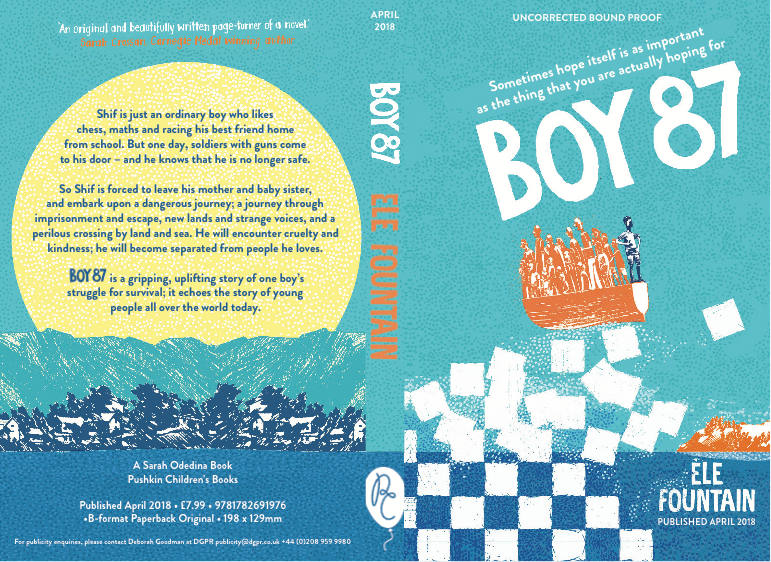 'An original and beautifully written page-turner of a novel.'
Sarah Crossan, Carnegie Medal winning author
Shif is just an ordinary boy who likes
chess, maths and racing his best friend home
from school. But one day, soldiers with guns come
to his door – and he knows that he is no longer safe.
So Shif is forced to leave his mother and baby sister,
and embark upon a dangerous journey; a journey through
imprisonment and escape, new lands and strange voices, and a
perilous crossing by land and sea. He will encounter cruelty and
kindness; he will become separated from people he loves.
BOY 87 is a gripping, uplifting story of one boy's
struggle for survival; it echoes the story of young
people all over the world today.
A Sarah Odedina Book
Pushkin Children's Books
Published April 2018 • £7.99 • 9781782691976
•B-format Paperback Original • 198 x 129mm
For publicity enquires, please contact Deborah Goodman at DGPR publicity@dgpr.co.uk +44 (0)208 959 9980
APRIL
2018
BOY 87
ELE FOUNTAIN
UNCORRECTED BOUND PROOF
Sometimes hope itself is as important
as the thing that you are actually hoping for
BOY 87
ELE
FOUNTAIN
PUBLISHED APRIL 2018